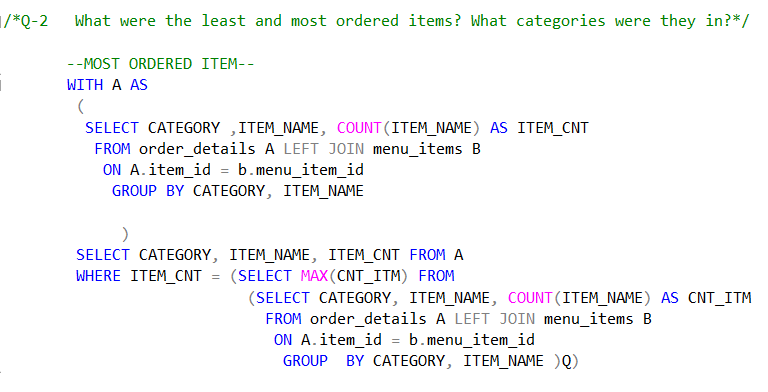 /*Q-2   What were the least and most ordered items? What categories were they in?*/
--MOST ORDERED ITEM--
WITH A AS
(
SELECT CATEGORY ,ITEM_NAME, COUNT(ITEM_NAME) AS ITEM_CNT
FROM order_details A LEFT JOIN menu_items B
ON A.item_id = b.menu_item_id
GROUP BY CATEGORY, ITEM_NAME
)
SELECT CATEGORY, ITEM_NAME, ITEM_CNT FROM A
WHERE ITEM_CNT = (SELECT MAX(CNT_ITM) FROM
(SELECT CATEGORY, ITEM_NAME, COUNT(ITEM_NAME) AS CNT_ITM
FROM order_details A LEFT JOIN menu_items B
ON A.item_id = b.menu_item_id
GROUP  BY CATEGORY, ITEM_NAME )Q)